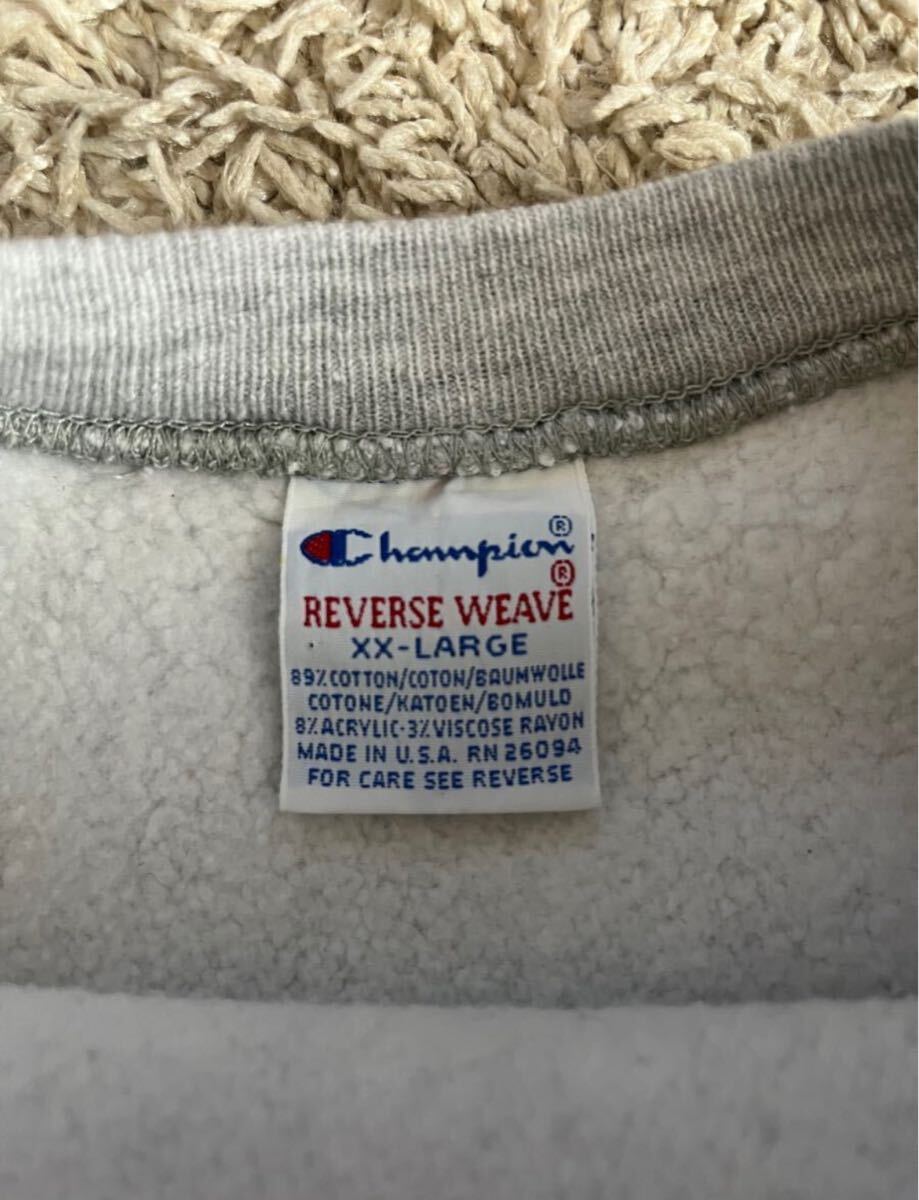 Champion®
REVERSE WEAVE®
XX-LARGE
89% COTTON/COTON/BAUMWOLLE
COTONE/KATOEN/BOMULD
8% ACRYLIC·3% VISCOSE RAYON
MADE IN U.S.A. RN 26094
FOR CARE SEE REVERSE